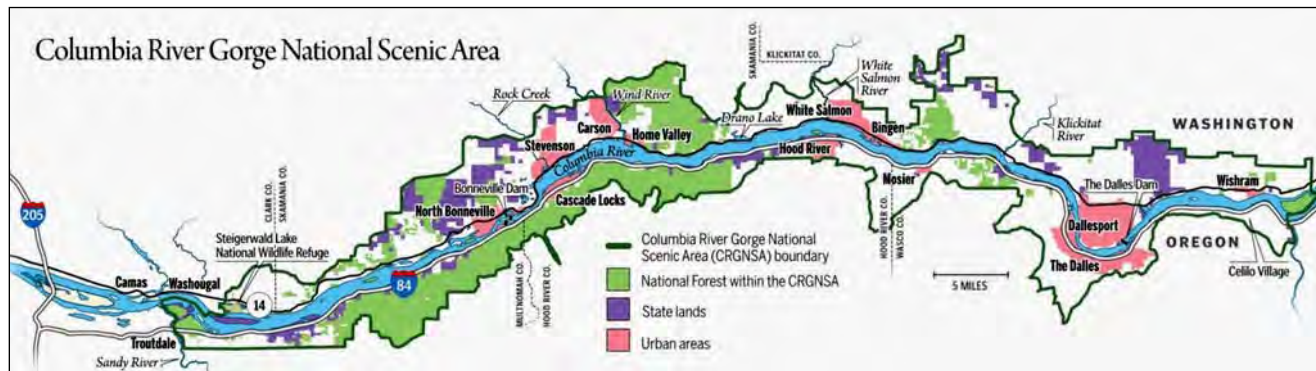 Columbia River Gorge National Scenic Area
SKAMANIA CO.
KLICKITAT CO.
White
Salmon
River
Rock Creek
Wind River
Carson
Home Valley
Drano Lake
White Salmon
Bingen
Klickitat
River
WASHINGTON
Stevenson
Columbia River
Hood River
Bonneville Dam
Mosier
The Dalles Dam
Wishram
CLARK CO.
SKAMANIA CO.
North Bonneville
Cascade Locks
HOOD RIVER CO.
WASCO CO.
Dallesport
OREGON
205
Steigerwald Lake
National Wildlife Refuge
The Dalles
Celilo Village
Camas
Washougal
14
84
MULTNOMAH CO.
HOOD RIVER CO.
Troutdale
Sandy River
Columbia River Gorge National
Scenic Area (CRGNSA) boundary
National Forest within the CRGNSA
State lands
Urban areas
5 MILES